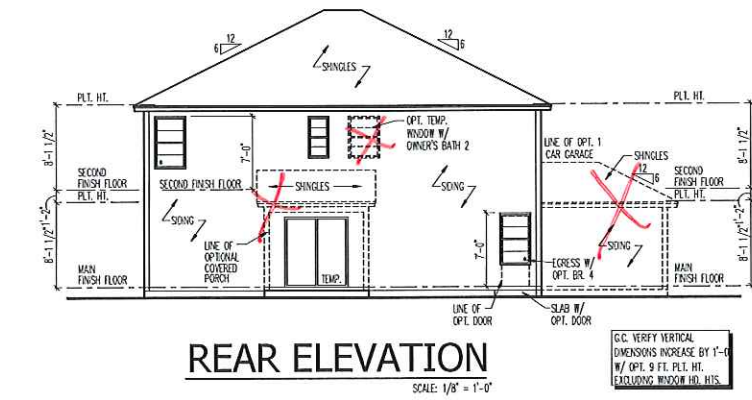 12
6
12
6
SHINGLES
PLT. HT.
PLT. HT.
OPT. TEMP.
WINDOW W/
OWNER'S BATH 2
LINE OF OPT. 1
CAR GARAGE
SHINGLES
12
6
8'-1 1/2"
7'-0"
8'-1 1/2"
SECOND
FINISH FLOOR
PLT. HT.
SECOND FINISH FLOOR
SHINGLES
SIDING
SECOND
FINISH FLOOR
PLT. HT.
1'-2"
1'-2"
SIDING
SIDING
8'-1 1/2"
LINE OF
OPTIONAL
COVERED
PORCH
7'-0"
8'-1 1/2"
MAIN
FINISH FLOOR
TEMP.
EGRESS W/
OPT. BR. 4
MAIN
FINISH FLOOR
LINE OF
OPT. DOOR
SLAB W/
OPT. DOOR
REAR ELEVATION
SCALE: 1/8" = 1'-0"
G.C. VERIFY VERTICAL
DIMENSIONS INCREASE BY 1'-0
W/ OPT. 9 FT. PLT. HT.
EXCLUDING WINDOW HD. HTS.